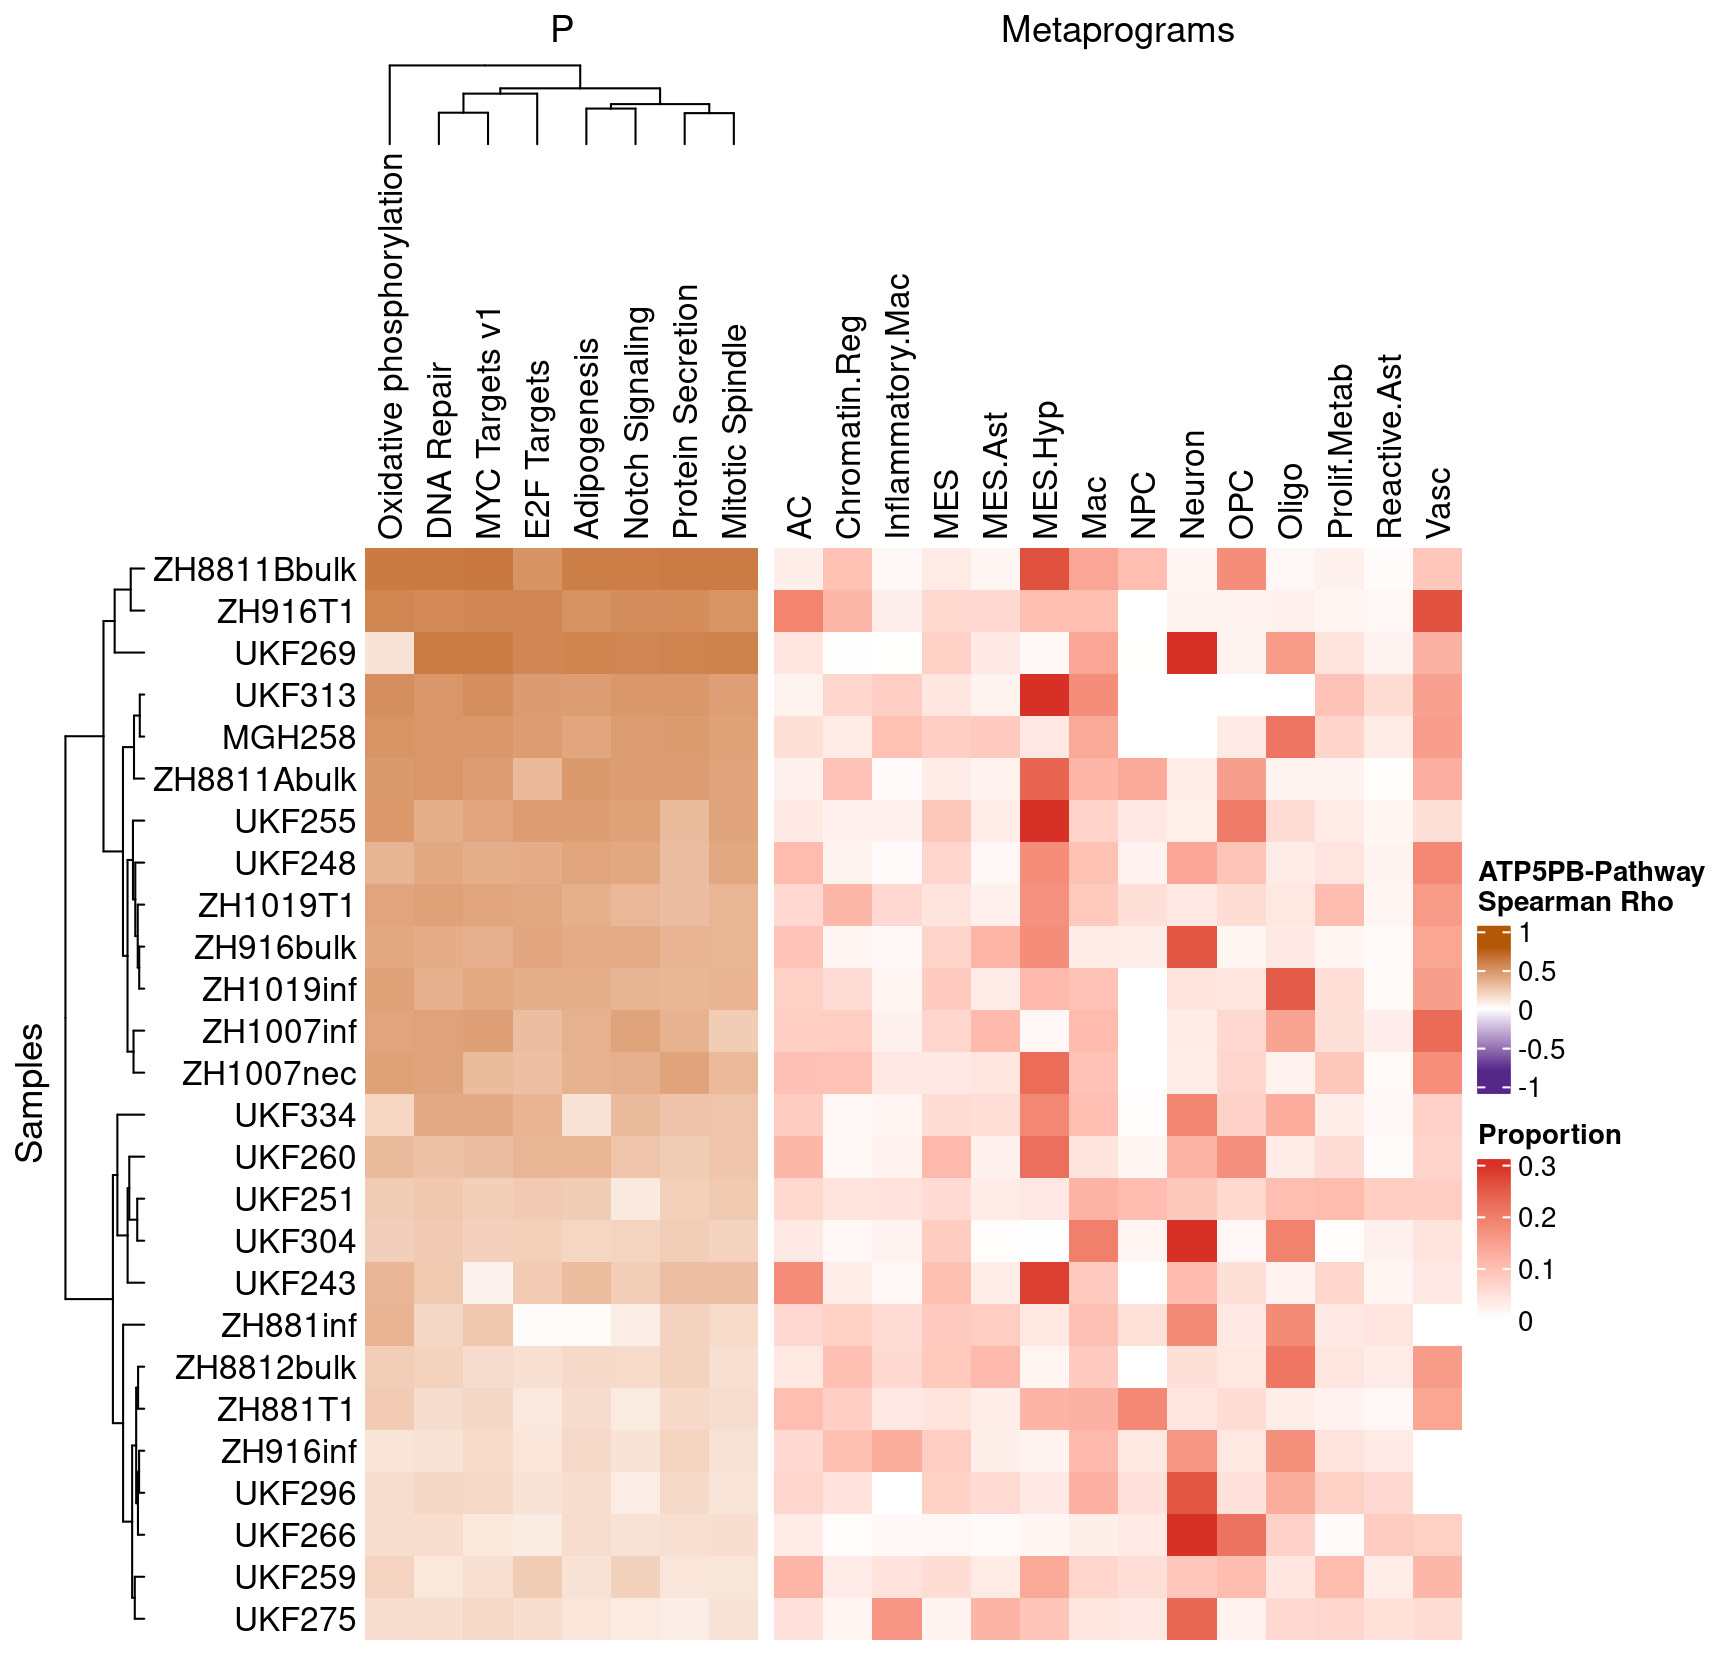 P
Metaprograms
Oxidative phosphorylation
DNA Repair
MYC Targets v1
E2F Targets
Adipogenesis
Notch Signaling
Protein Secretion
Mitotic Spindle
AC
Chromatin.Reg
Inflammatory.Mac
MES
MES.Ast
MES.Hyp
Mac
NPC
Neuron
OPC
Oligo
Prolif.Metab
Reactive.Ast
Vasc
Samples
ZH8811Bbulk
ZH916T1
UKF269
UKF313
MGH258
ZH8811Abulk
UKF255
UKF248
ZH1019T1
ZH916bulk
ZH1019inf
ZH1007inf
ZH1007nec
UKF334
UKF260
UKF251
UKF304
UKF243
ZH881inf
ZH8812bulk
ZH881T1
ZH916inf
UKF296
UKF266
UKF259
UKF275
ATP5PB-Pathway
Spearman Rho
1
0.5
0
-0.5
-1
Proportion
0.3
0.2
0.1
0